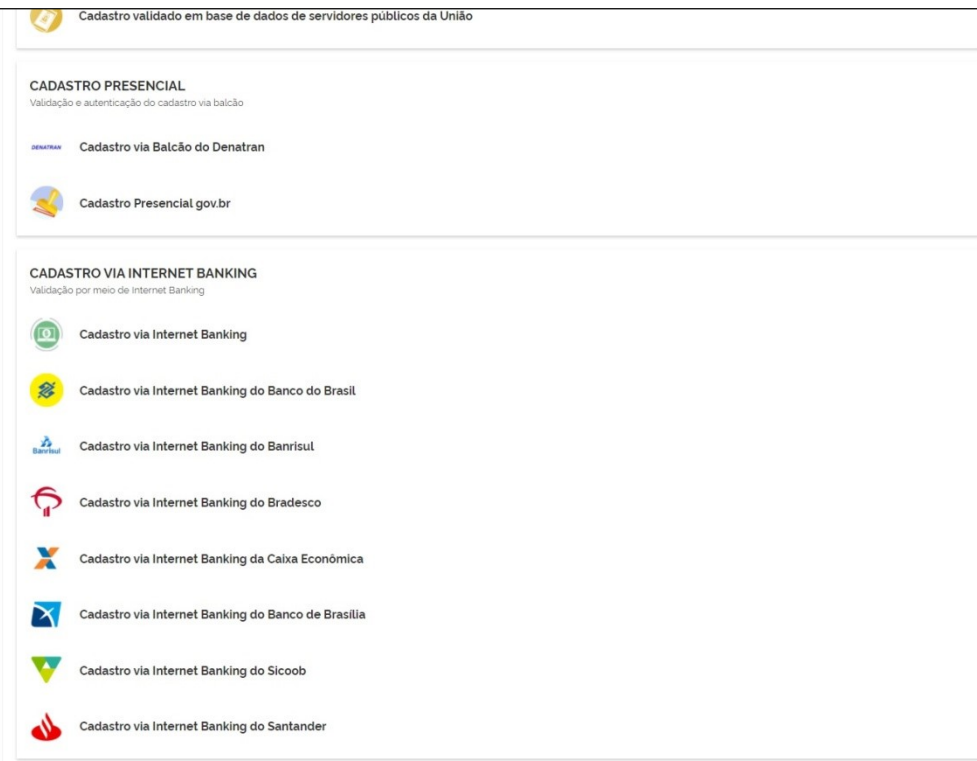 Cadastro validado em base de dados de servidores públicos da União
CADASTRO PRESENCIAL
Validação e autenticação do cadastro via balcão
DENATRAN
Cadastro via Balcão do Denatran
Cadastro Presencial gov.br
CADASTRO VIA INTERNET BANKING
Validação por meio de Internet Banking
Cadastro via Internet Banking
Cadastro via Internet Banking do Banco do Brasil
Banrisul
Cadastro via Internet Banking do Banrisul
Cadastro via Internet Banking do Bradesco
Cadastro via Internet Banking da Caixa Econômica
Cadastro via Internet Banking do Banco de Brasília
Cadastro via Internet Banking do Sicoob
Cadastro via Internet Banking do Santander